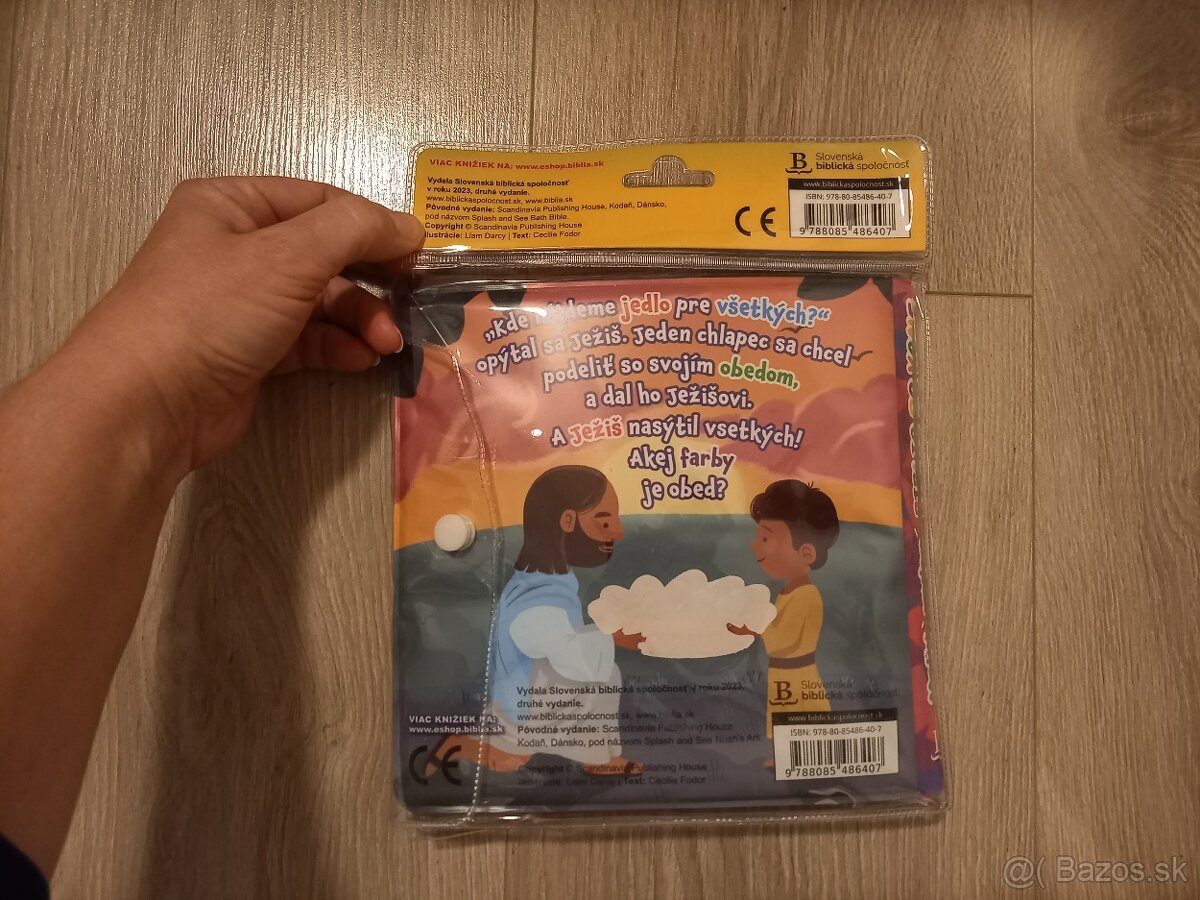 VIAC KNIŽIEK NA: www.eshop.biblia.sk
Vydala Slovenská biblická spoločnosť
v roku 2023, druhé vydanie.
www.biblickaspolocnost.sk, www.biblia.sk
Pôvodné vydanie: Scandinavia Publishing House, Kodaň, Dánsko,
pod názvom Splash and See Bath Bible.
Copyright © Scandinavia Publishing House
Ilustrácie: Liam Darcy | Text: Cecilie Fodor
CE
B Slovenská
biblická spoločnosť
www.biblickaspolocnost.sk
ISBN: 978-80-85486-40-7
9 788085 486407
„Kde nájdeme jedlo pre všetkých?“
opýtal sa Ježiš. Jeden chlapec sa chcel
podeliť so svojím obedom,
a dal ho Ježišovi.
A Ježiš nasýtil vsetkých!
Akej farby
je obed?
VIAC KNIŽIEK NA:
www.eshop.biblia.sk
CE
Vydala Slovenská biblická spoločnosť v roku 2023,
druhé vydanie.
www.biblickaspolocnost.sk, www.biblia.sk
Pôvodné vydanie: Scandinavia Publishing House
Kodaň, Dánsko, pod názvom Splash and See Noah's Ark.
Copyright © Scandinavia Publishing House
Ilustrácie: Liam Darcy | Text: Cecilie Fodor
B Slovenská
biblická spoločnosť
www.biblickaspolocnost.sk
ISBN: 978-80-85486-40-7
9 788085 486407
@( Bazos.sk